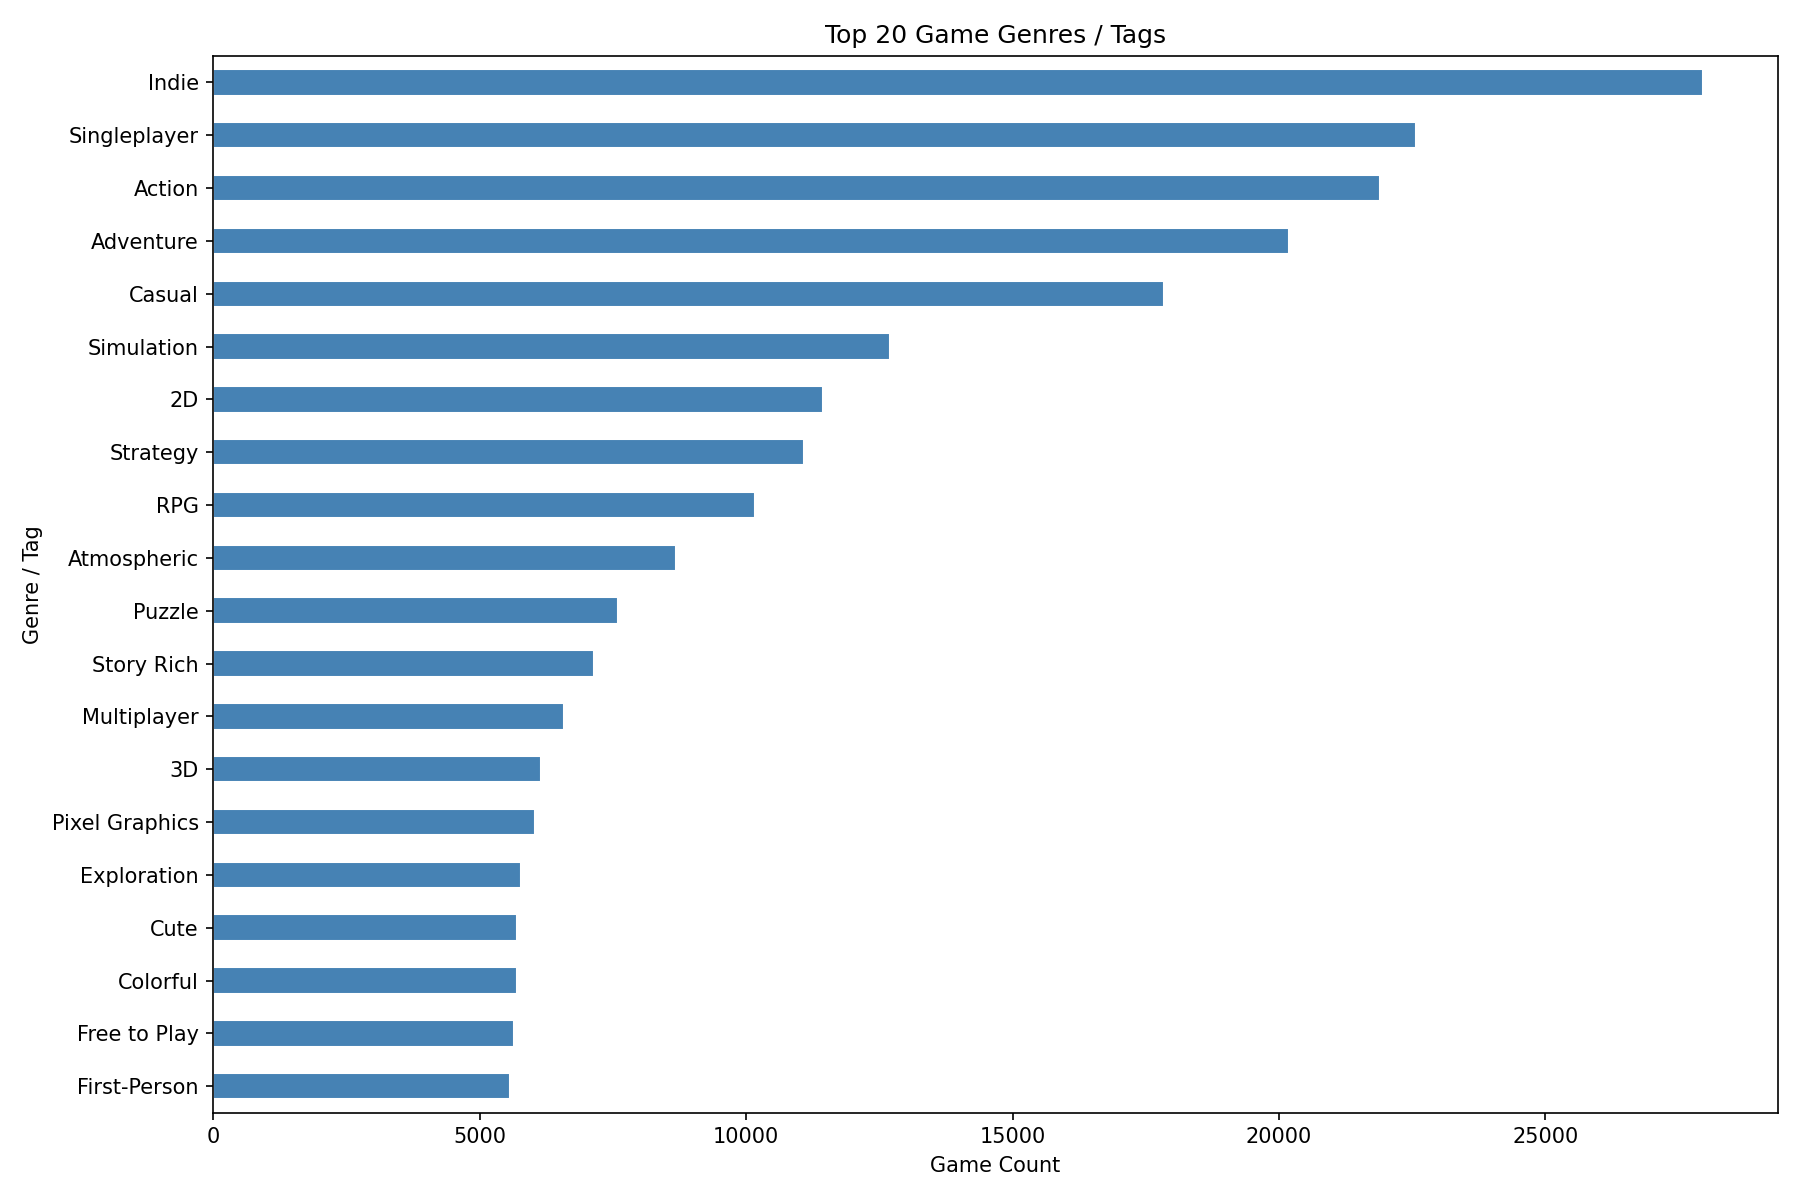 Top 20 Game Genres / Tags
Genre / Tag
Indie
Singleplayer
Action
Adventure
Casual
Simulation
2D
Strategy
RPG
Atmospheric
Puzzle
Story Rich
Multiplayer
3D
Pixel Graphics
Exploration
Cute
Colorful
Free to Play
First-Person
0 5000 10000 15000 20000 25000
Game Count